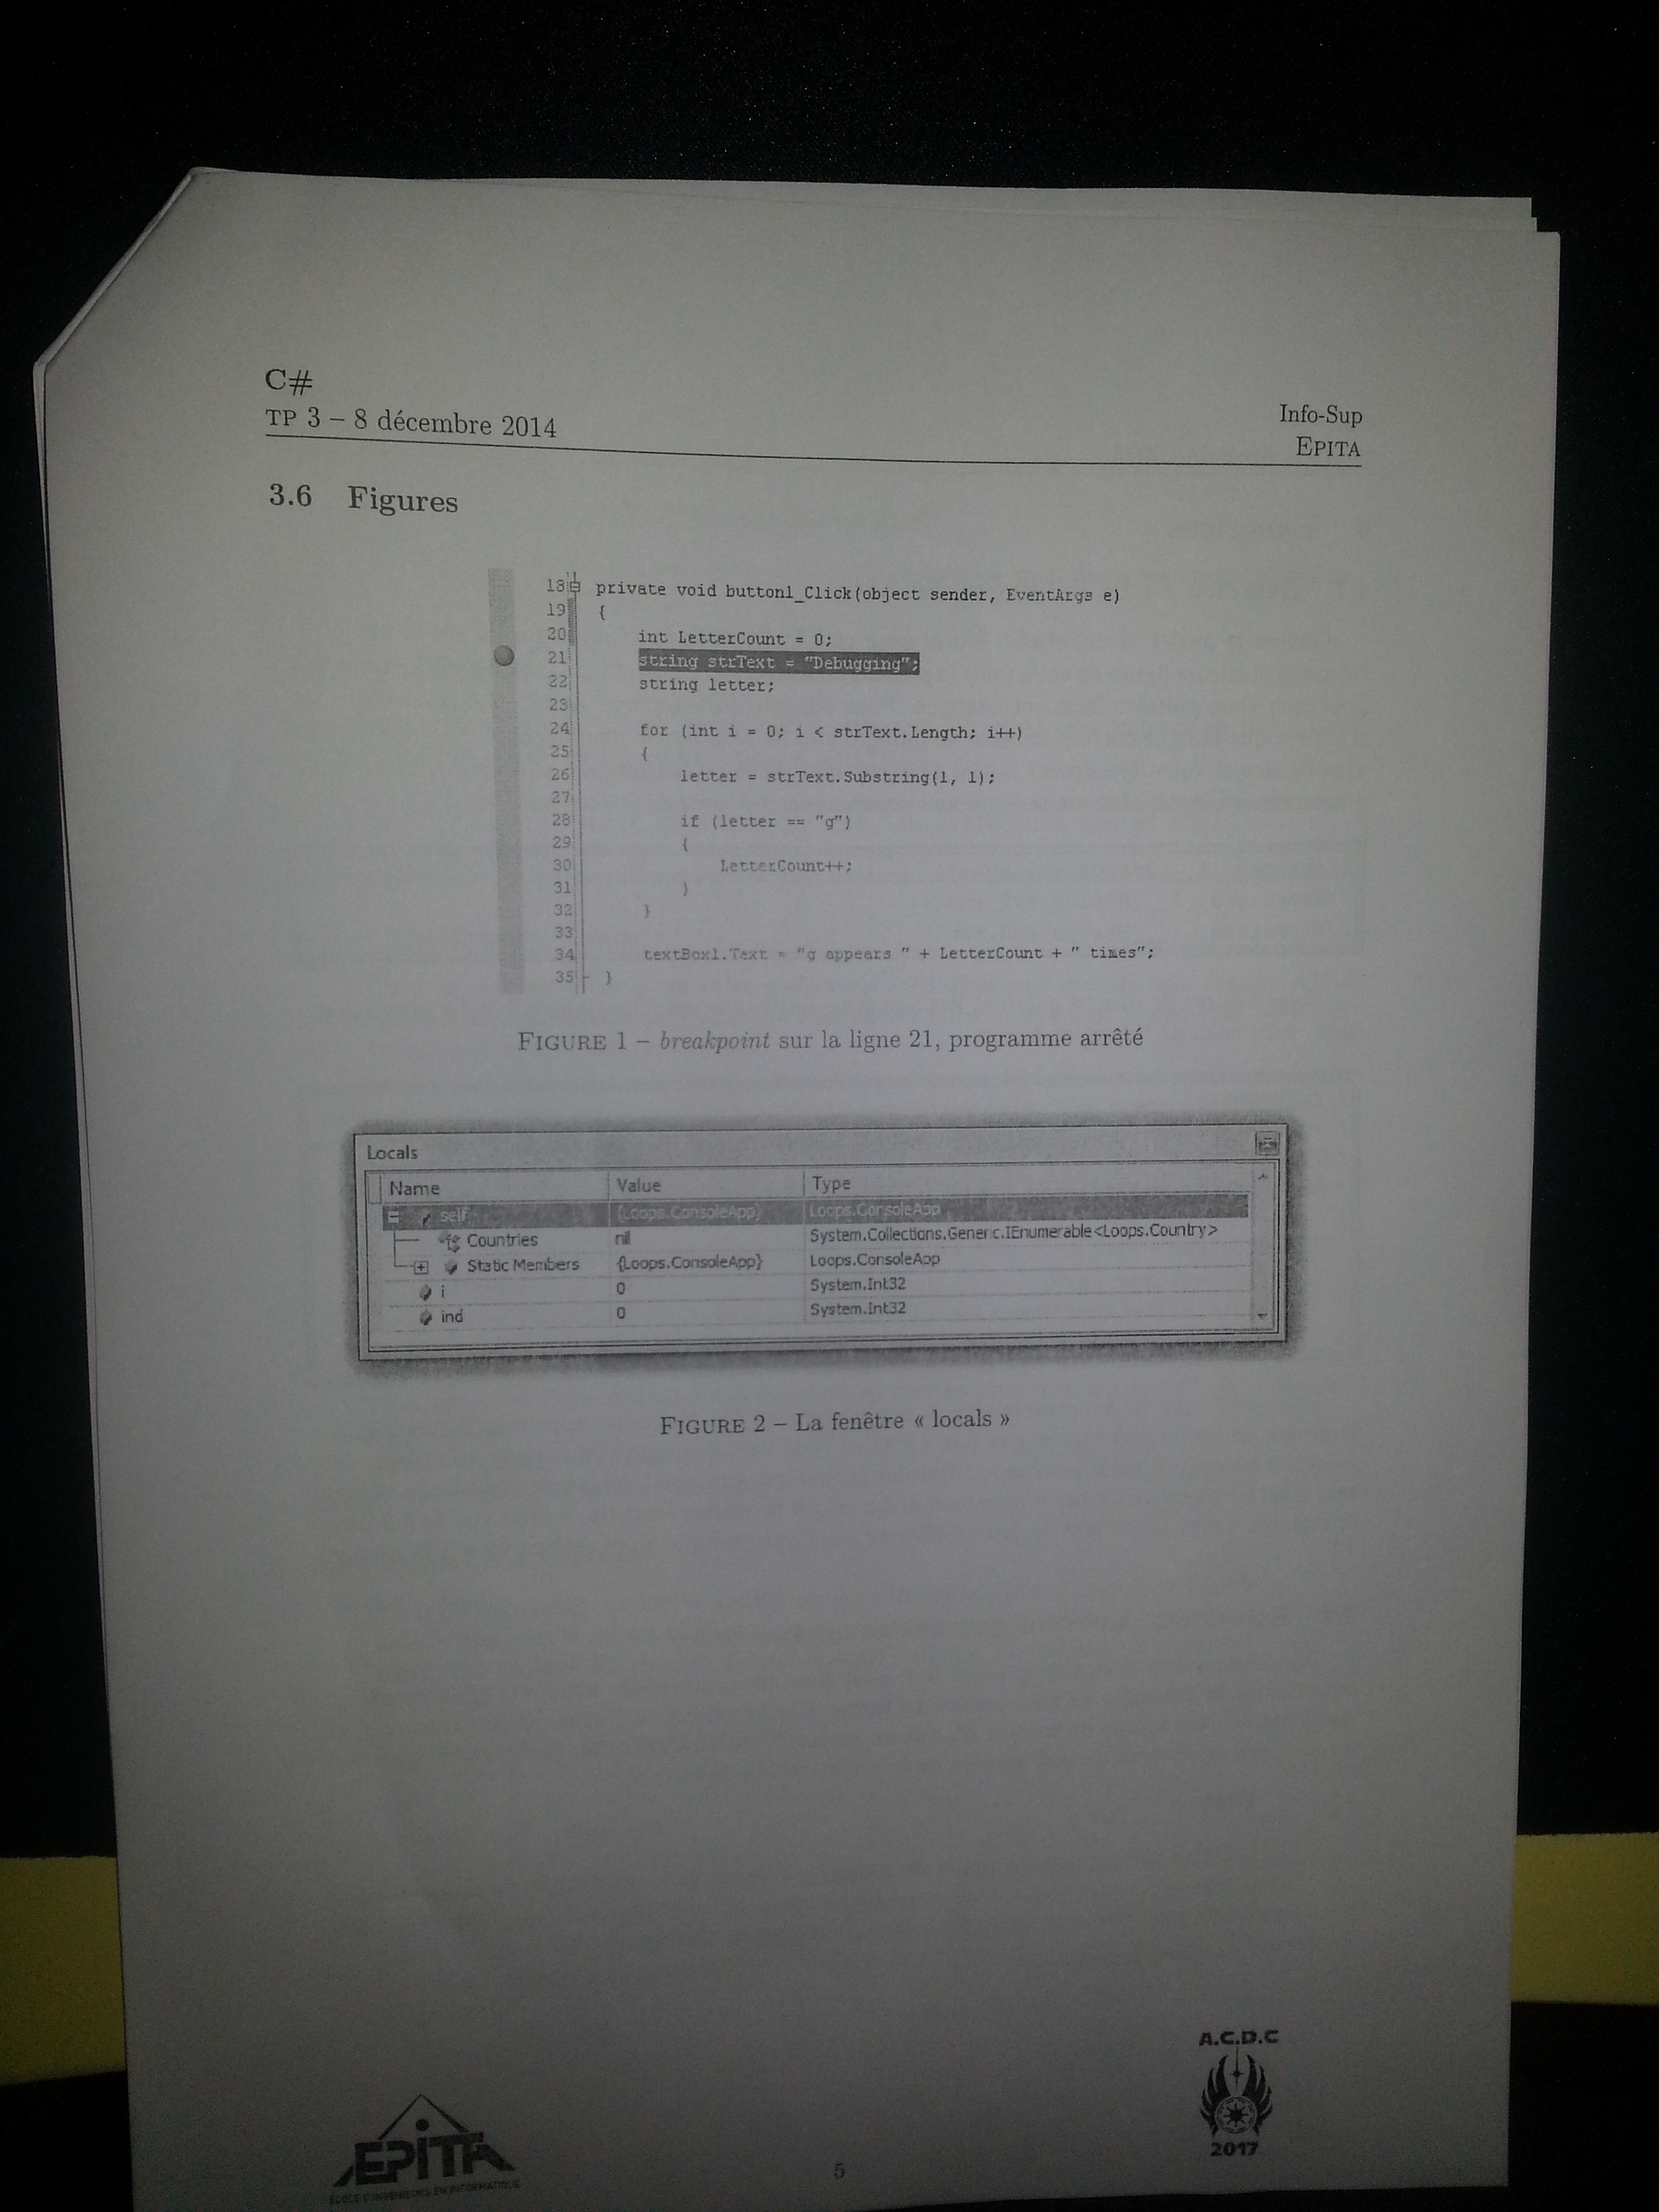 C#
TP 3 – 8 décembre 2014
Info-Sup
EPITA
3.6 Figures
18 private void button1_Click(object sender, EventArgs e)
19 {
20 int LetterCount = 0;
21 string strText = "Debugging";
22 string letter;
23
24 for (int i = 0; i < strText.Length; i++)
25 {
26 letter = strText.Substring(1, 1);
27
28 if (letter == "g")
29 {
30 LetterCount++;
31 }
32 }
33
34 textBox1.Text = "g appears " + LetterCount + " times";
35 }
FIGURE 1 – breakpoint sur la ligne 21, programme arrêté
Locals
Name Value Type
self {Loops.ConsoleApp} Loops.ConsoleApp
Countries nil System.Collections.Generic.IEnumerable<Loops.Country>
Static Members {Loops.ConsoleApp} Loops.ConsoleApp
i 0 System.Int32
ind 0 System.Int32
FIGURE 2 – La fenêtre « locals »
A.C.D.C
2017
EPITA
ÉCOLE D'INGÉNIEURS EN INFORMATIQUE
5